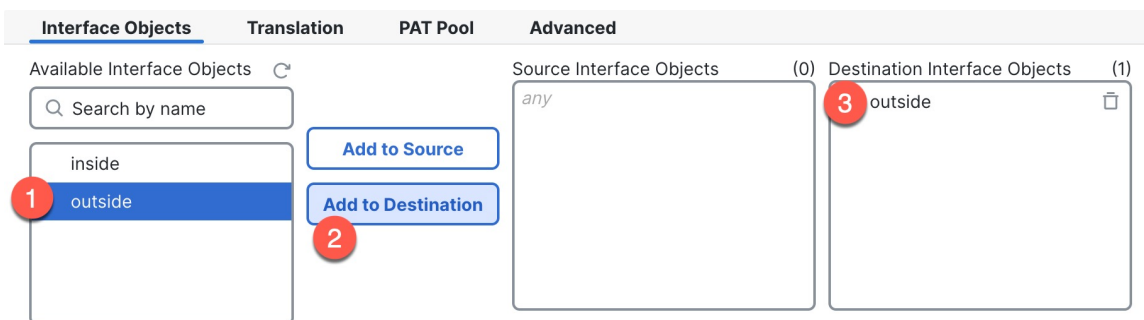 Interface Objects Translation PAT Pool Advanced
Available Interface Objects
Source Interface Objects (0)
Destination Interface Objects (1)
Search by name
any
3 outside
Add to Source
inside
1 outside
Add to Destination
2